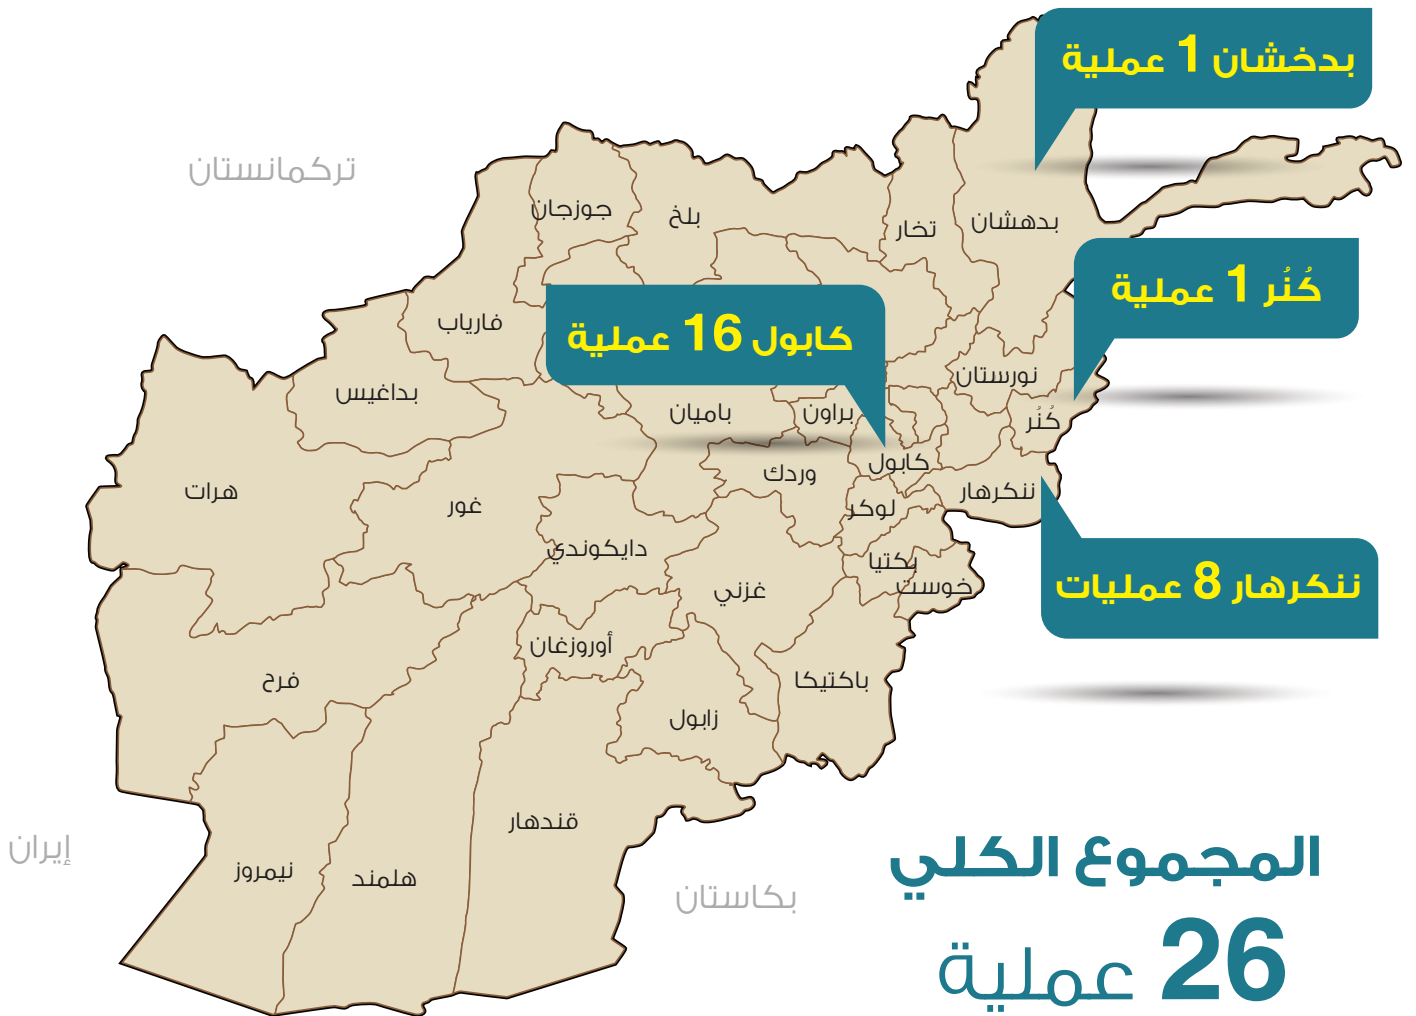 بدخشان 1 عملية
تركمانستان
جوزجان
بلخ
تخار
بدهشان
كُنُر 1 عملية
فارياب
كابول 16 عملية
نورستان
بداغيس
باميان
براون
كُنُر
كابول
وردك
هرات
غور
ننكرهار
لوكر
دايكوندي
بكتيا
خوست
غزني
ننكرهار 8 عمليات
أوروزغان
فرح
باكتيكا
زابول
قندهار
إيران
نيمروز
هلمند
بكاستان
المجموع الكلي
26 عملية